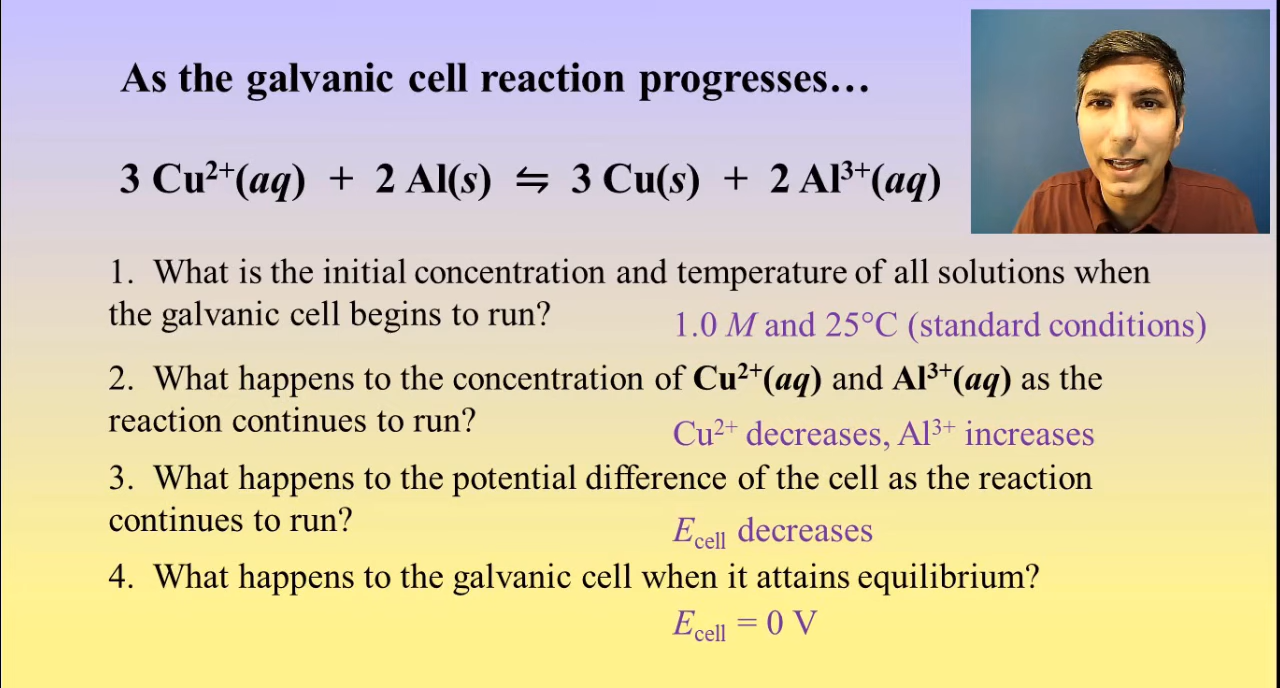 As the galvanic cell reaction progresses…
3 Cu²⁺(aq) + 2 Al(s) ⇋ 3 Cu(s) + 2 Al³⁺(aq)
1. What is the initial concentration and temperature of all solutions when
the galvanic cell begins to run?
1.0 M and 25°C (standard conditions)
2. What happens to the concentration of Cu²⁺(aq) and Al³⁺(aq) as the
reaction continues to run?
Cu²⁺ decreases, Al³⁺ increases
3. What happens to the potential difference of the cell as the reaction
continues to run?
E_cell decreases
4. What happens to the galvanic cell when it attains equilibrium?
E_cell = 0 V